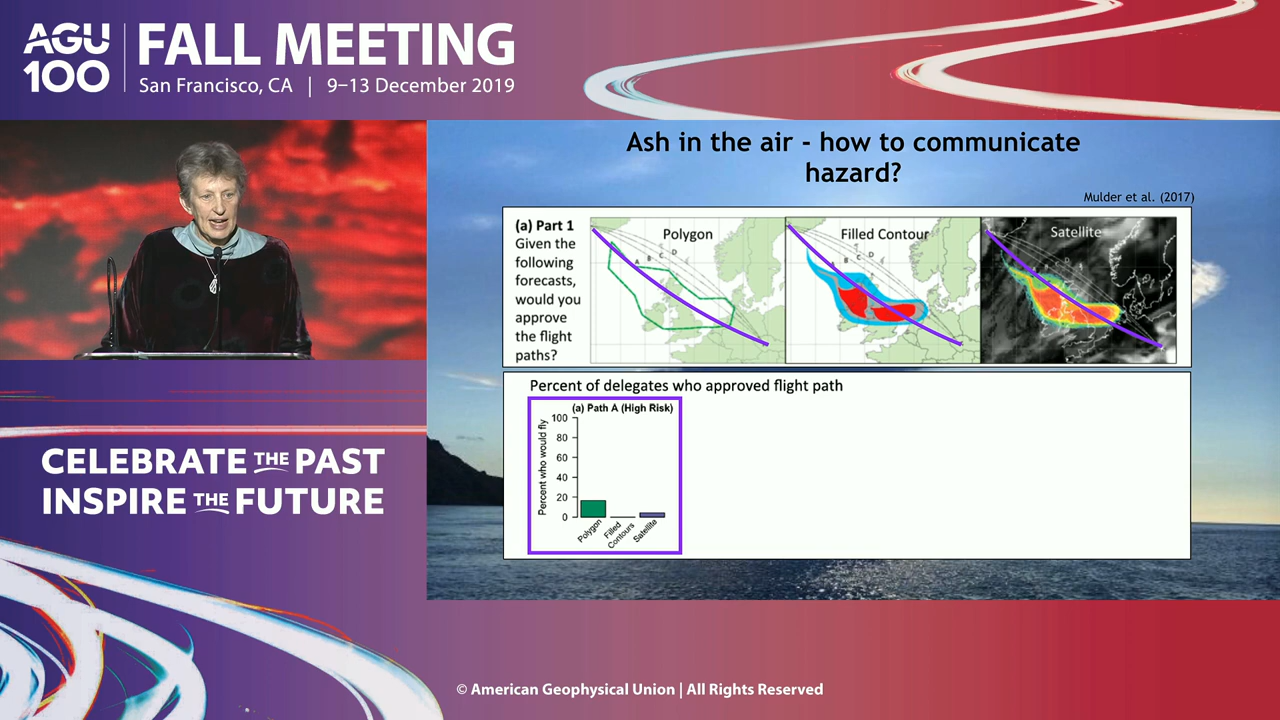 AGU
100
FALL MEETING
San Francisco, CA | 9–13 December 2019
Ash in the air - how to communicate
hazard?
Mulder et al. (2017)
(a) Part 1
Given the
following
forecasts,
would you
approve
the flight
paths?
Polygon
A B C D
Filled Contour
A B C D
Satellite
Percent of delegates who approved flight path
(a) Path A (High Risk)
Percent who would fly
100
80
60
40
20
0
Polygon
Filled
Contours
Satellite
CELEBRATE THE PAST
INSPIRE THE FUTURE
© American Geophysical Union | All Rights Reserved